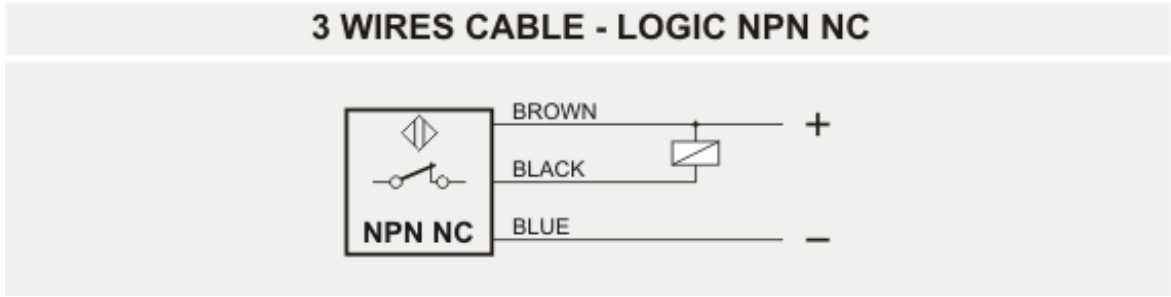 3 WIRES CABLE - LOGIC NPN NC
BROWN
+
BLACK
BLUE
NPN NC
−